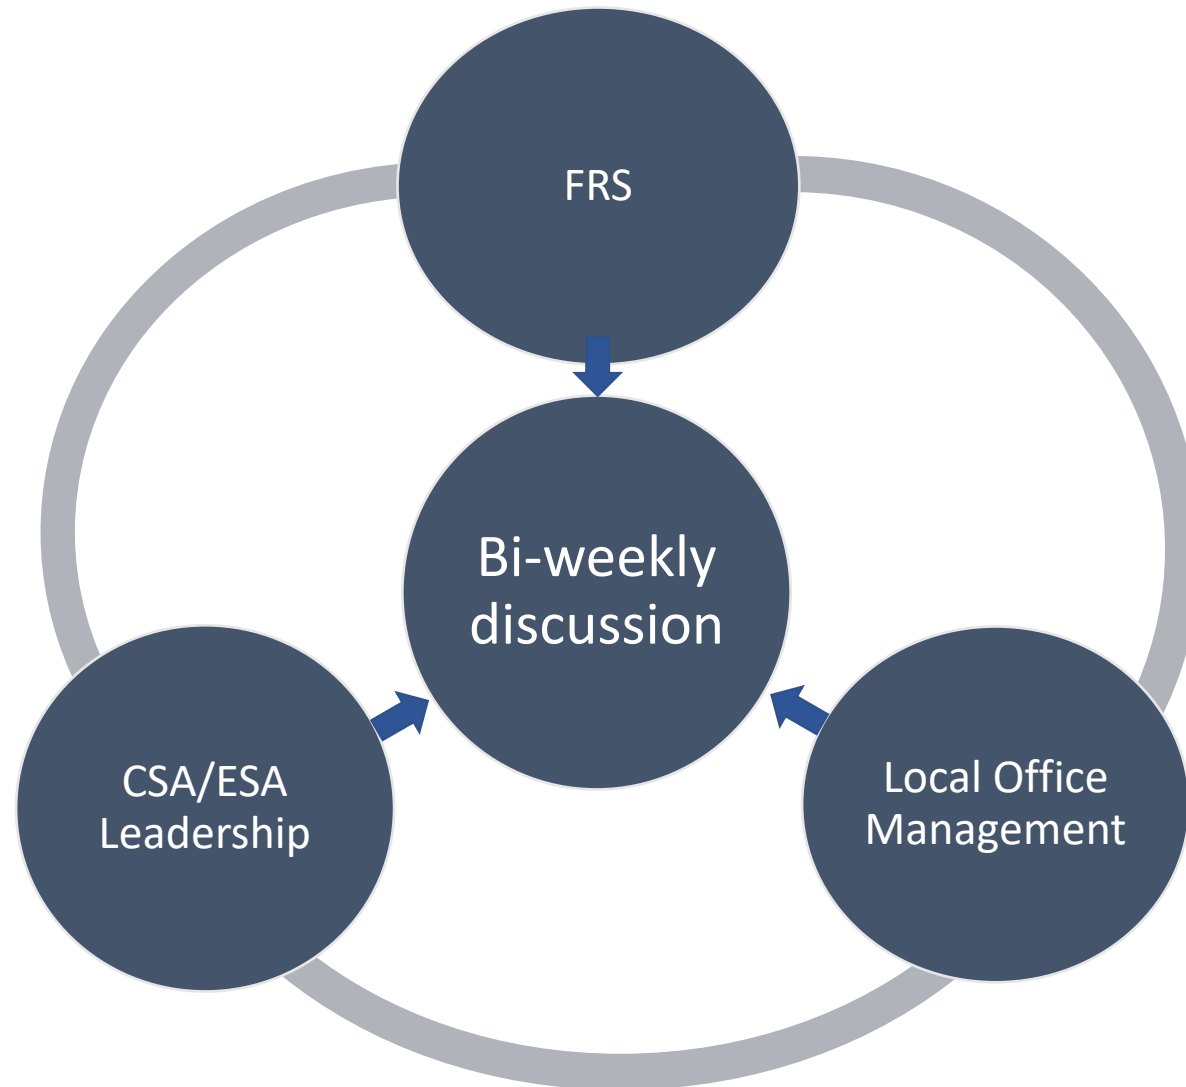 FRS
Bi-weekly
discussion
CSA/ESA
Leadership
Local Office
Management